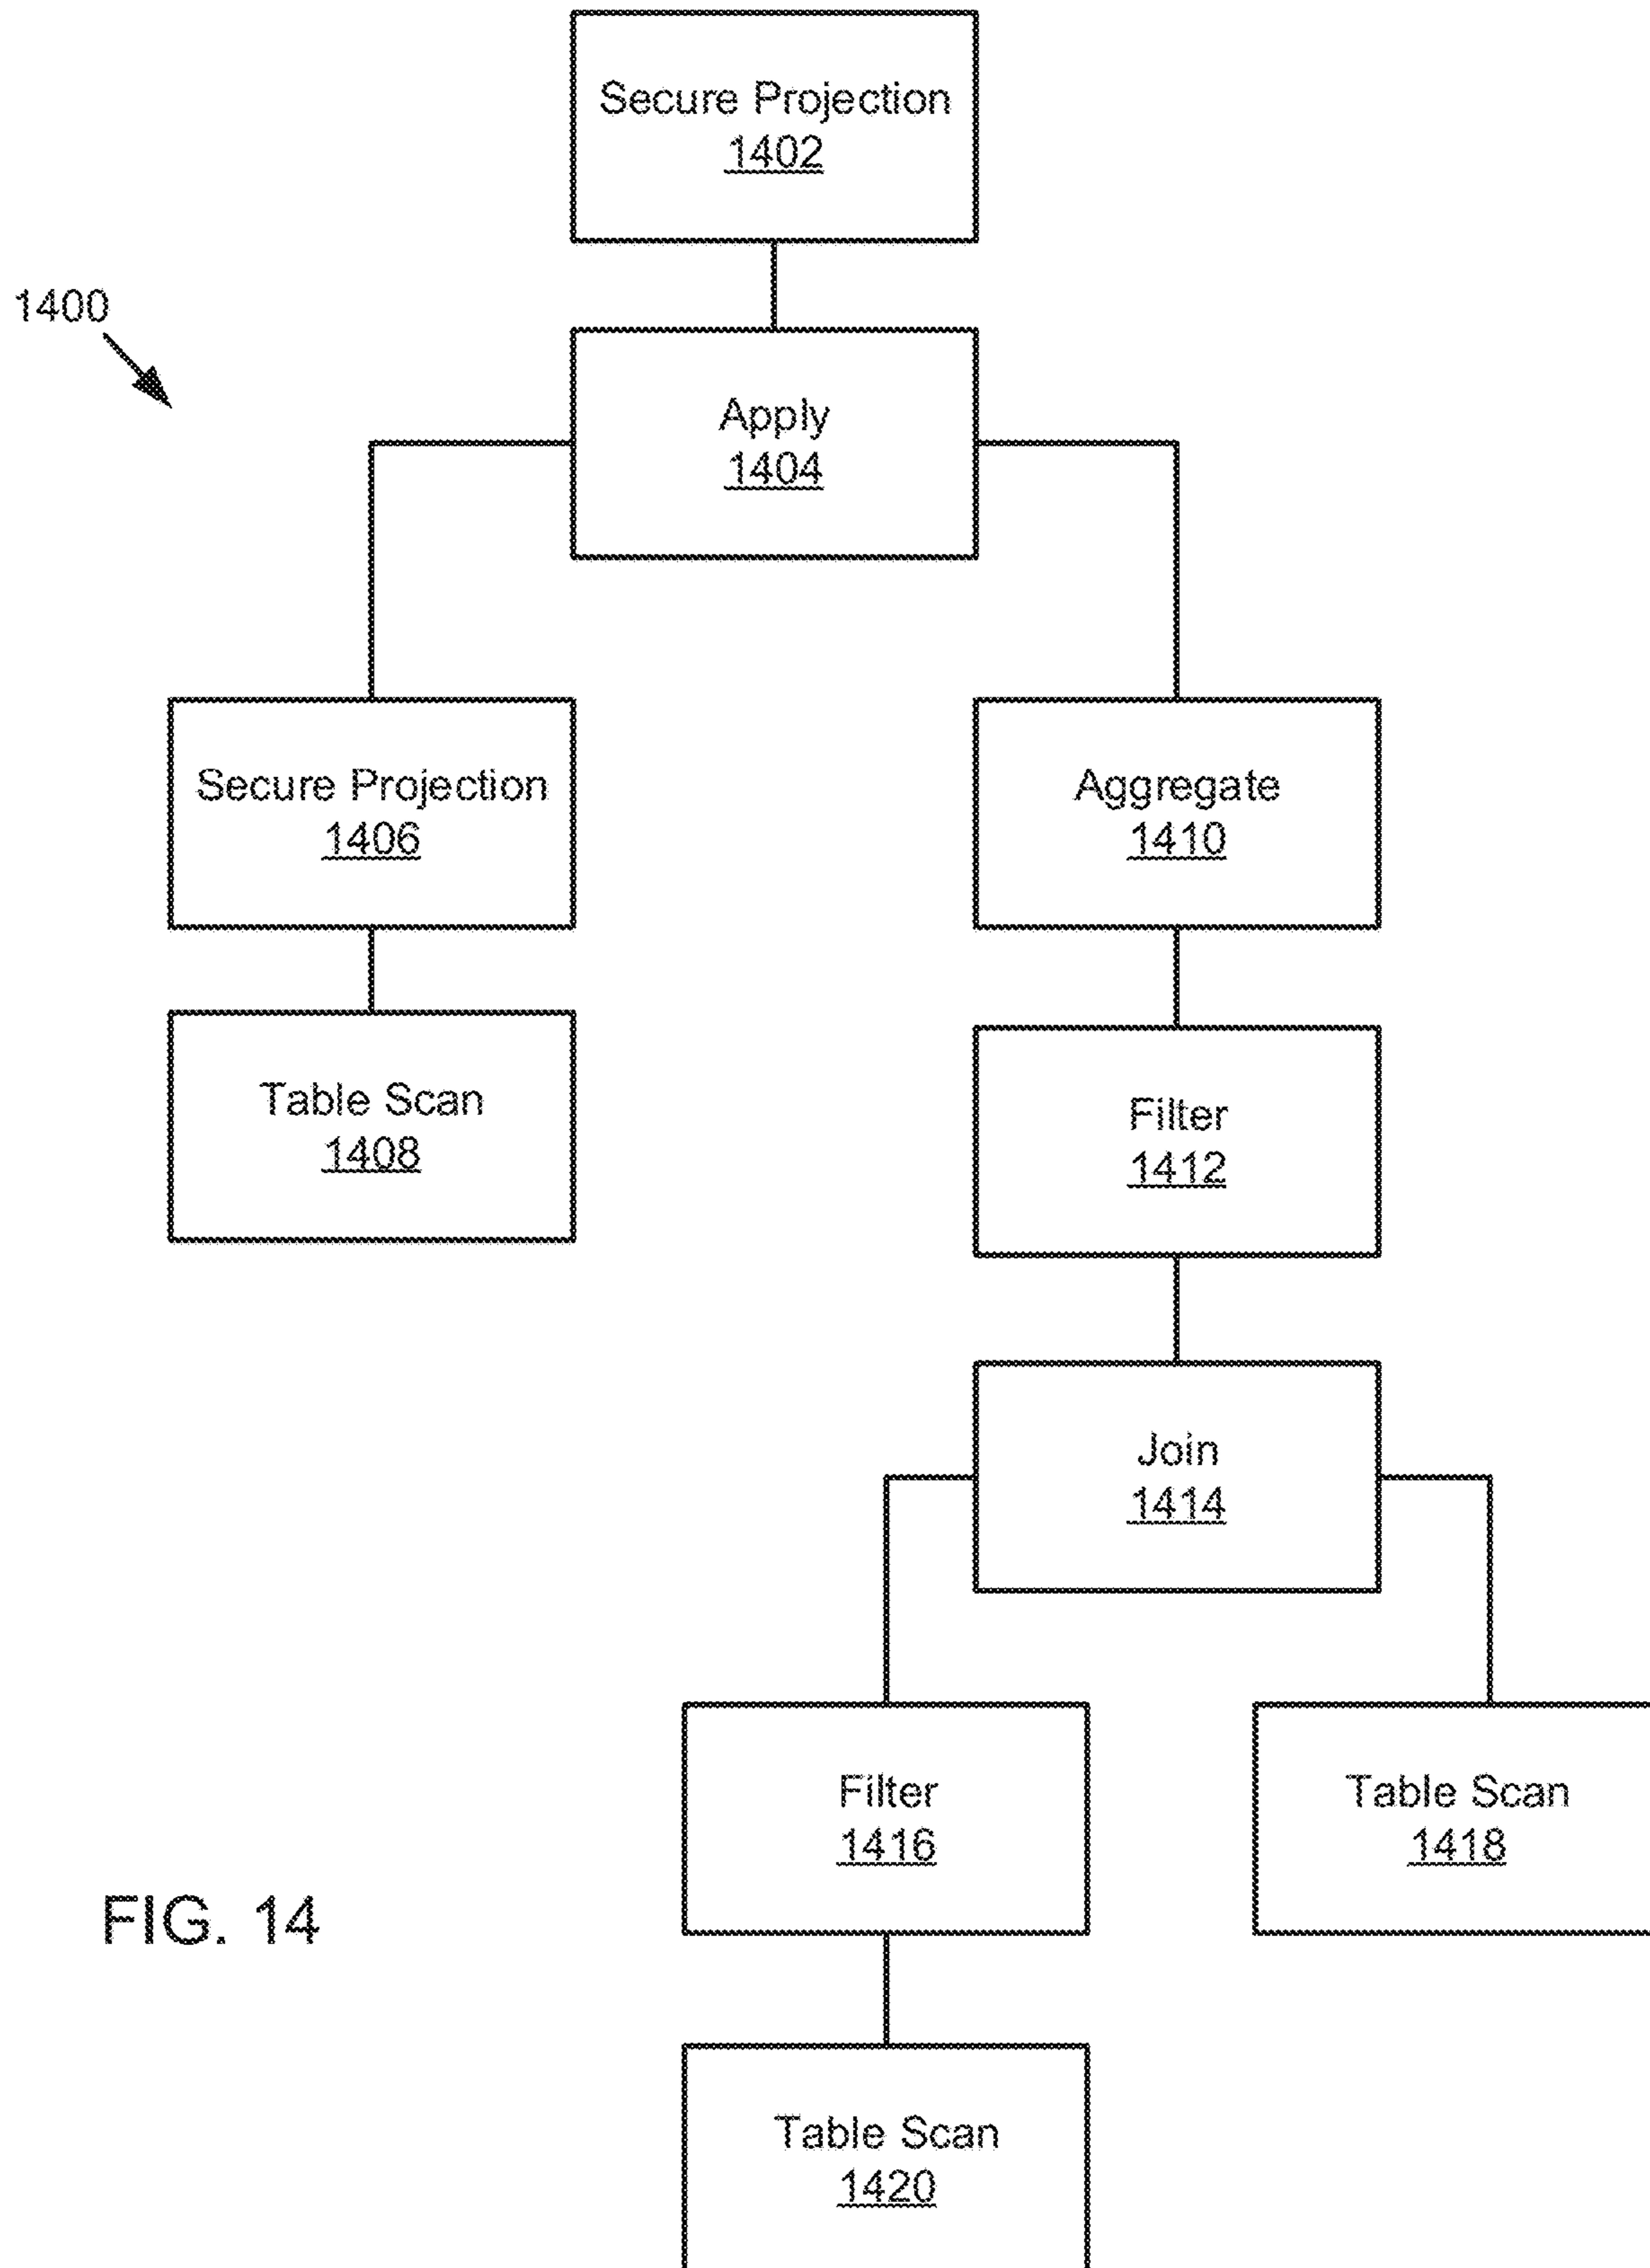 Secure Projection
1402
1400
Apply
1404
Secure Projection
1406
Aggregate
1410
Table Scan
1408
Filter
1412
Join
1414
Filter
1416
Table Scan
1418
FIG. 14
Table Scan
1420